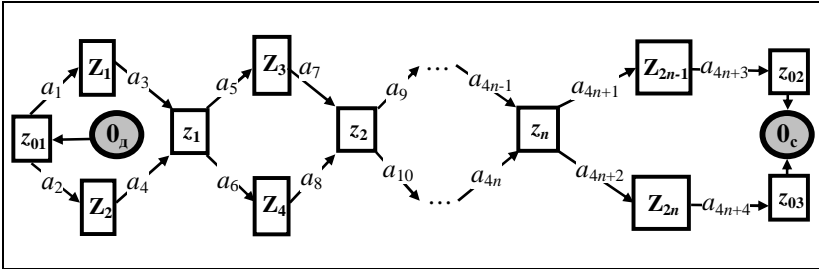 Z₁ Z₃ … Z₂ₙ₋₁ z₀₂
a₁ a₃ a₅ a₇ a₉ a₄ₙ₋₁ a₄ₙ₊₁ a₄ₙ₊₃
z₀₁ 0д z₁ z₂ zₙ 0с
a₂ a₄ a₆ a₈ a₁₀ a₄ₙ a₄ₙ₊₂ a₄ₙ₊₄
Z₂ Z₄ … Z₂ₙ z₀₃